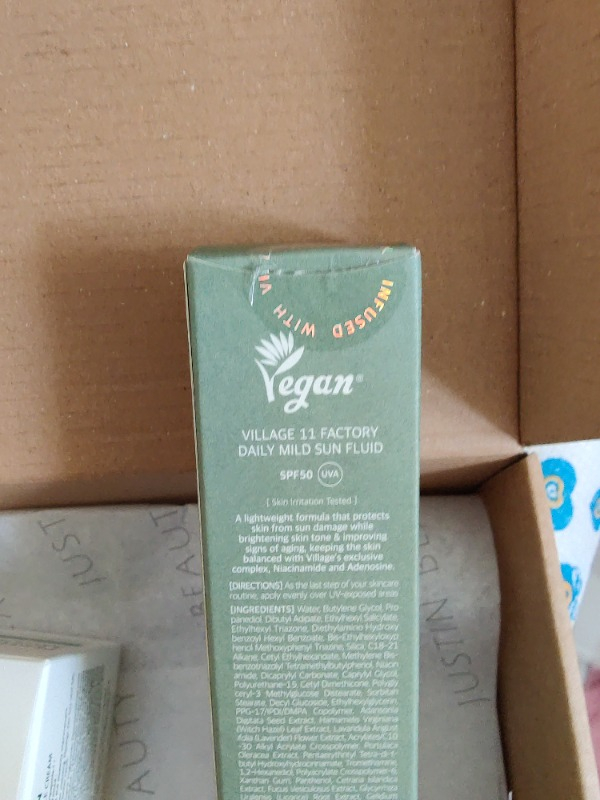 INFUSED WITH VI
Vegan®
VILLAGE 11 FACTORY
DAILY MILD SUN FLUID
SPF50 UVA
[ Skin Irritation Tested ]
A lightweight formula that protects
skin from sun damage while
brightening skin tone & improving
signs of aging, keeping the skin
balanced with Village's exclusive
complex, Niacinamide and Adenosine.
[DIRECTIONS] As the last step of your skincare
routine, apply evenly over UV-exposed areas
[INGREDIENTS] Water, Butylene Glycol, Pro
panediol, Dibutyl Adipate, Ethylhexyl Salicylate,
Ethylhexyl Triazone, Diethylamino Hydroxy
benzoyl Hexyl Benzoate, Bis-Ethylhexyloxyp
henol Methoxyphenyl Triazine, Silica, C18-21
Alkane, Cetyl Ethylhexanoate, Methylene Bis-
benzotriazolyl Tetramethylbutylphenol, Niacin
amide, Dicaprylyl Carbonate, Caprylyl Glycol,
Polyurethane-15, Cetyl Dimethicone, Polygly
ceryl-3 Methylglucose Distearate, Sorbitan
Stearate, Decyl Glucoside, Ethylhexylglycerin,
PPG-17/IPDI/DMPA Copolymer, Adansonia
Digitata Seed Extract, Hamamelis Virginiana
(Witch Hazel) Leaf Extract, Lavandula Angust
ifolia (Lavender) Flower Extract, Acrylates/C10
-30 Alkyl Acrylate Crosspolymer, Portulaca
Oleracea Extract, Pentaerythrityl Tetra-di-t-
butyl Hydroxyhydrocinnamate, Tromethamine,
1,2-Hexanediol, Polyacrylate Crosspolymer-6,
Xanthan Gum, Panthenol, Cetraria Islandica
Extract, Fucus Vesiculosus Extract, Glycyrrhiza
Uralensis (Licorice) Root Extract, Gelidium
JUST
BEAUT
JUSTIN BE
AUTY
CREAM